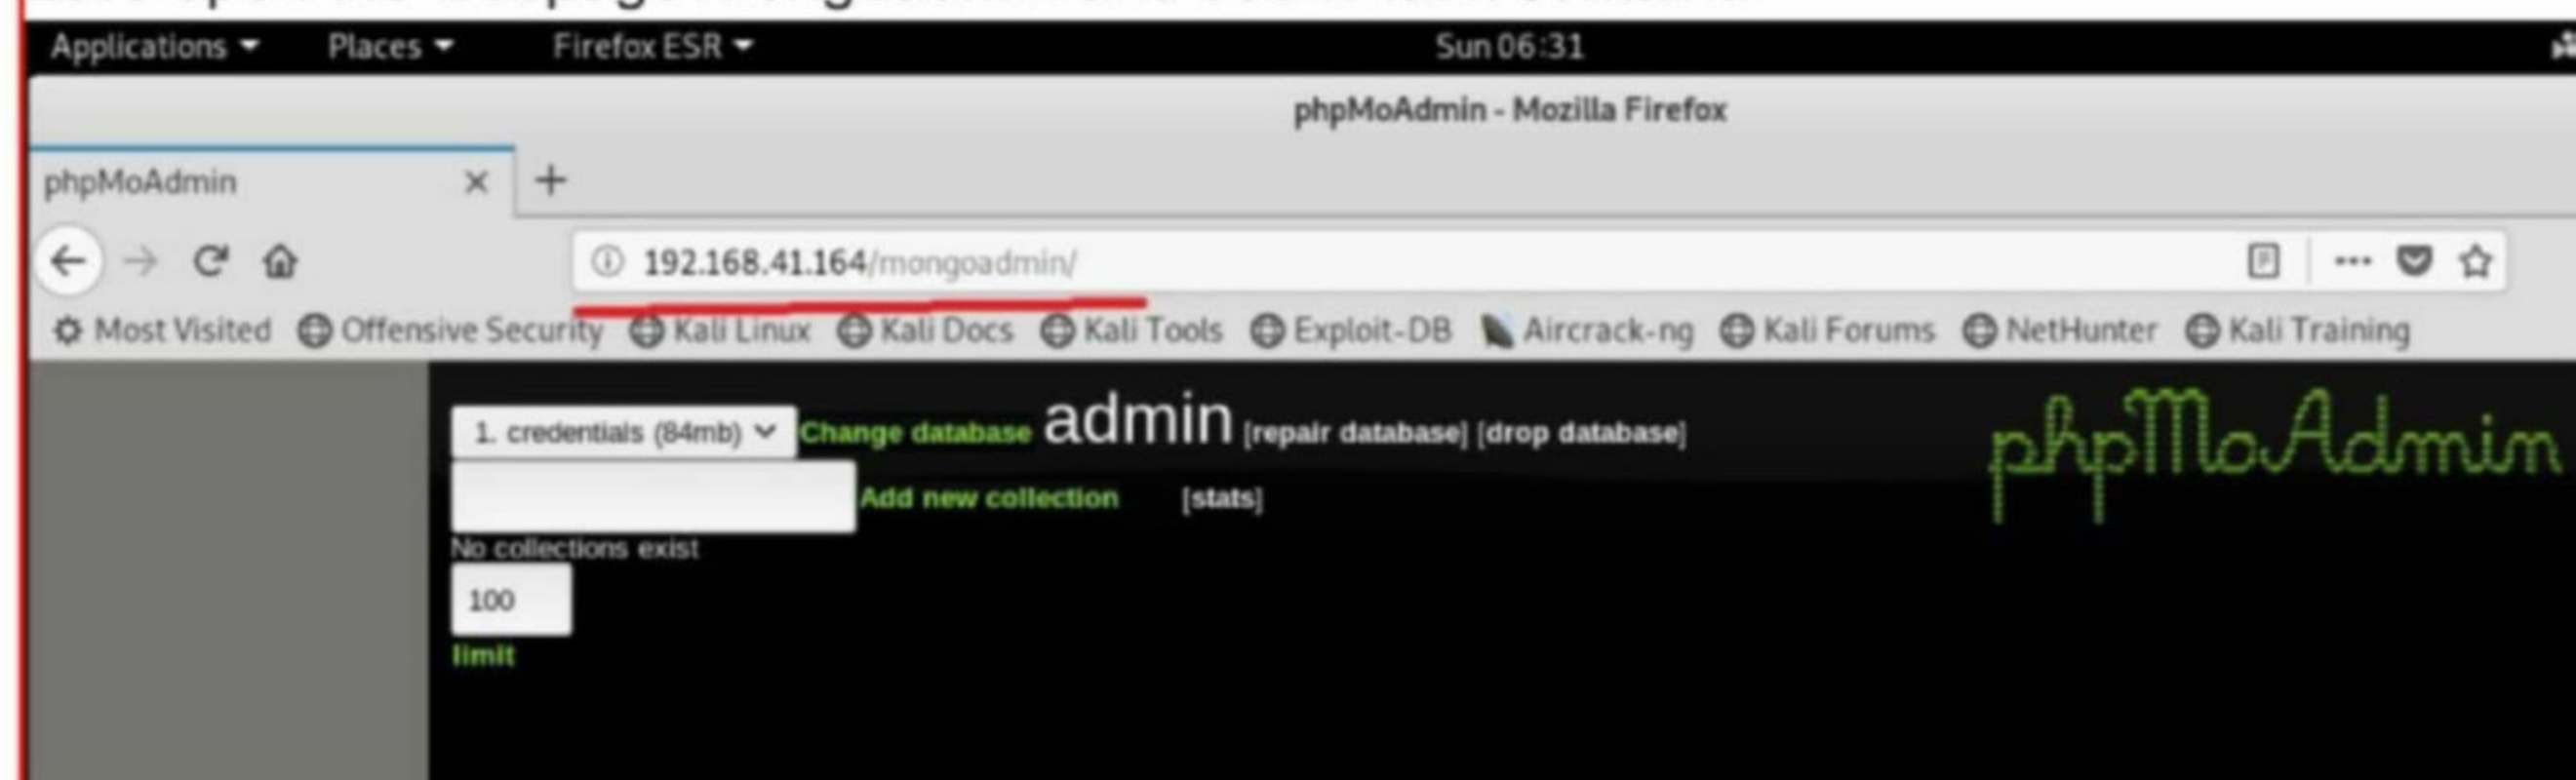 Applications Places Firefox ESR Sun 06:31
phpMoAdmin - Mozilla Firefox
phpMoAdmin
192.168.41.164/mongoadmin/
Most Visited Offensive Security Kali Linux Kali Docs Kali Tools Exploit-DB Aircrack-ng Kali Forums NetHunter Kali Training
1. credentials (84mb) Change database admin [repair database] [drop database]
phpMoAdmin
Add new collection [stats]
No collections exist
100
limit